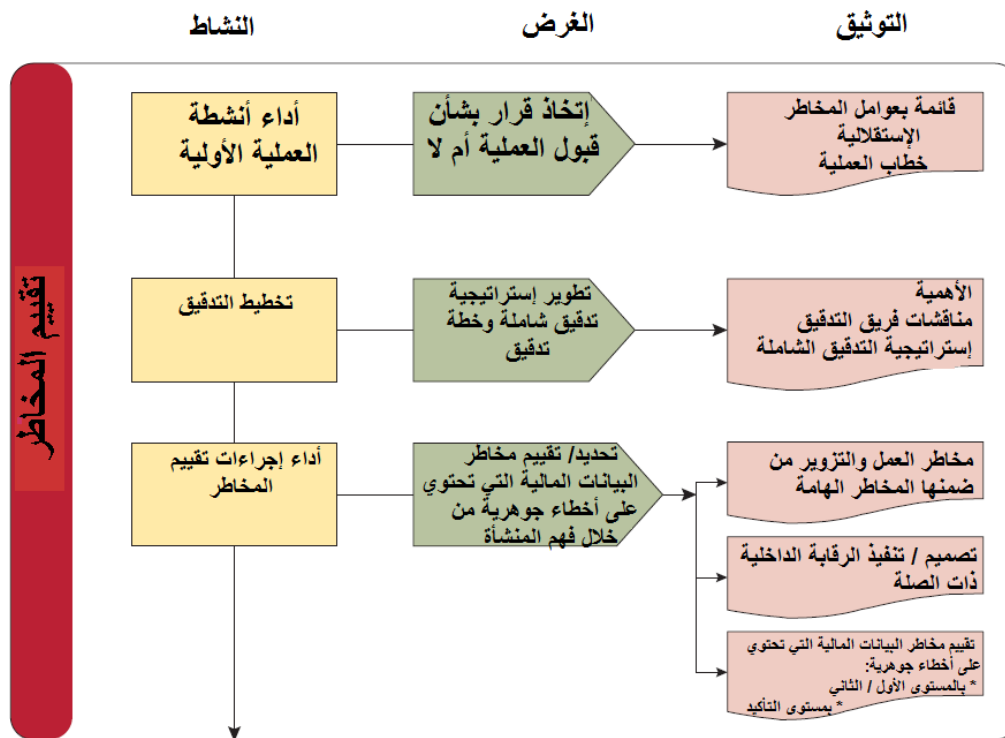 النشاط
الغرض
التوثيق
تقييم المخاطر
أداء أنشطة
العملية الأولية
إتخاذ قرار بشأن
قبول العملية أم لا
قائمة بعوامل المخاطر
الإستقلالية
خطاب العملية
تخطيط التدقيق
تطوير إستراتيجية
تدقيق شاملة وخطة
تدقيق
الأهمية
مناقشات فريق التدقيق
إستراتيجية التدقيق الشاملة
أداء إجراءات تقييم
المخاطر
تحديد/ تقييم مخاطر
البيانات المالية التي تحتوي
على أخطاء جوهرية من
خلال فهم المنشأة
مخاطر العمل والتزوير من
ضمنها المخاطر الهامة
تصميم / تنفيذ الرقابة الداخلية
ذات الصلة
تقييم مخاطر البيانات المالية التي تحتوي
على أخطاء جوهرية:
* بالمستوى الأول / الثاني
* بمستوى التأكيد